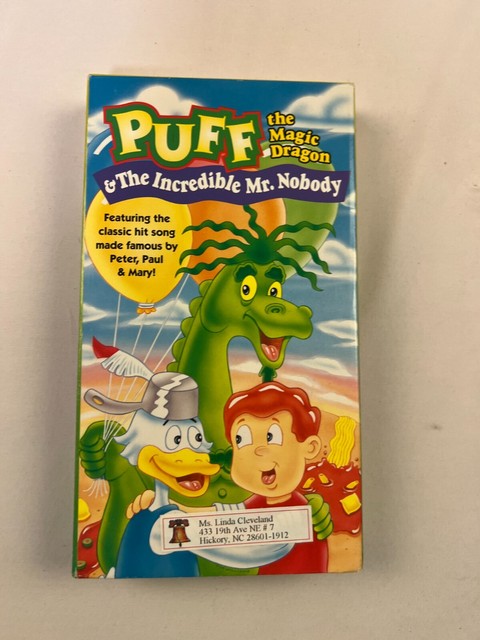 PUFF
the
Magic
Dragon
& The Incredible Mr. Nobody
Featuring the
classic hit song
made famous by
Peter, Paul
& Mary!
Ms. Linda Cleveland
433 19th Ave NE # 7
Hickory, NC 28601-1912